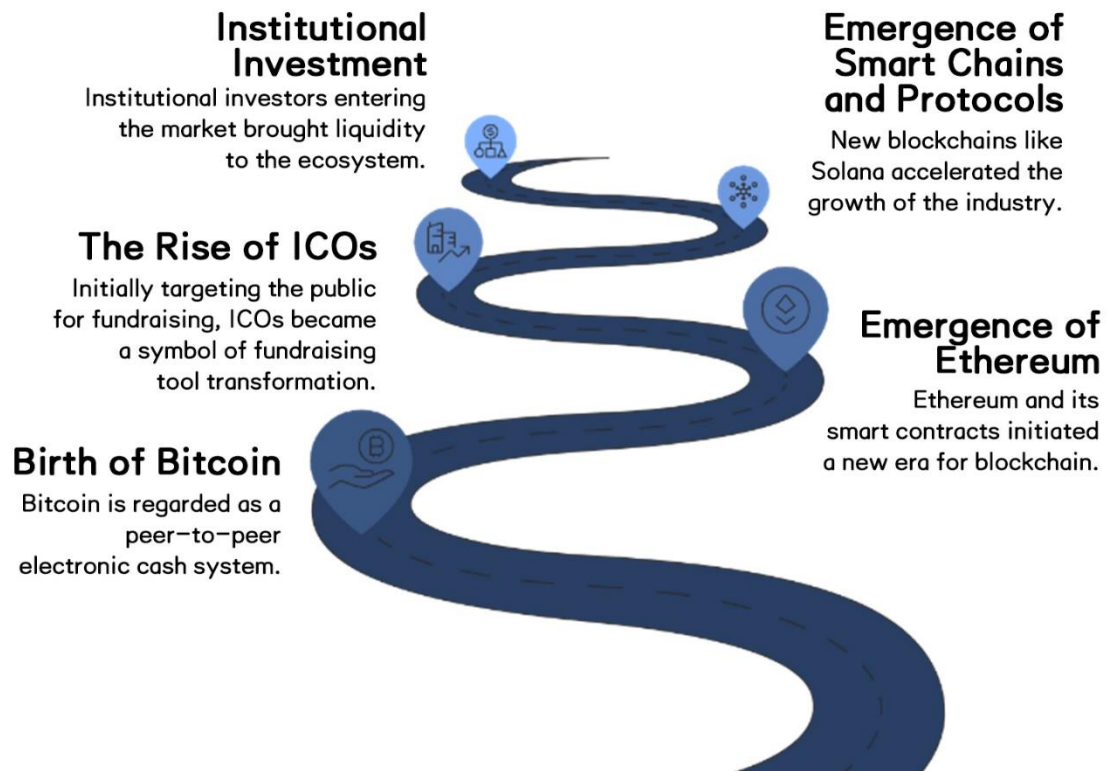 Institutional
Investment
Institutional investors entering
the market brought liquidity
to the ecosystem.
Emergence of
Smart Chains
and Protocols
New blockchains like
Solana accelerated the
growth of the industry.
The Rise of ICOs
Initially targeting the public
for fundraising, ICOs became
a symbol of fundraising
tool transformation.
Emergence of
Ethereum
Ethereum and its
smart contracts initiated
a new era for blockchain.
Birth of Bitcoin
Bitcoin is regarded as a
peer-to-peer
electronic cash system.